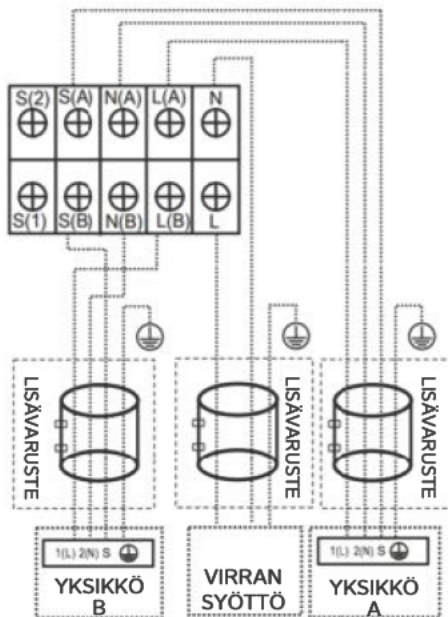 S(2) S(A) N(A) L(A) N
S(1) S(B) N(B) L(B) L
LISÄVARUSTE
LISÄVARUSTE
LISÄVARUSTE
1(L) 2(N) S
YKSIKKÖ
B
VIRRAN
SYÖTTÖ
1(L) 2(N) S
YKSIKKÖ
A